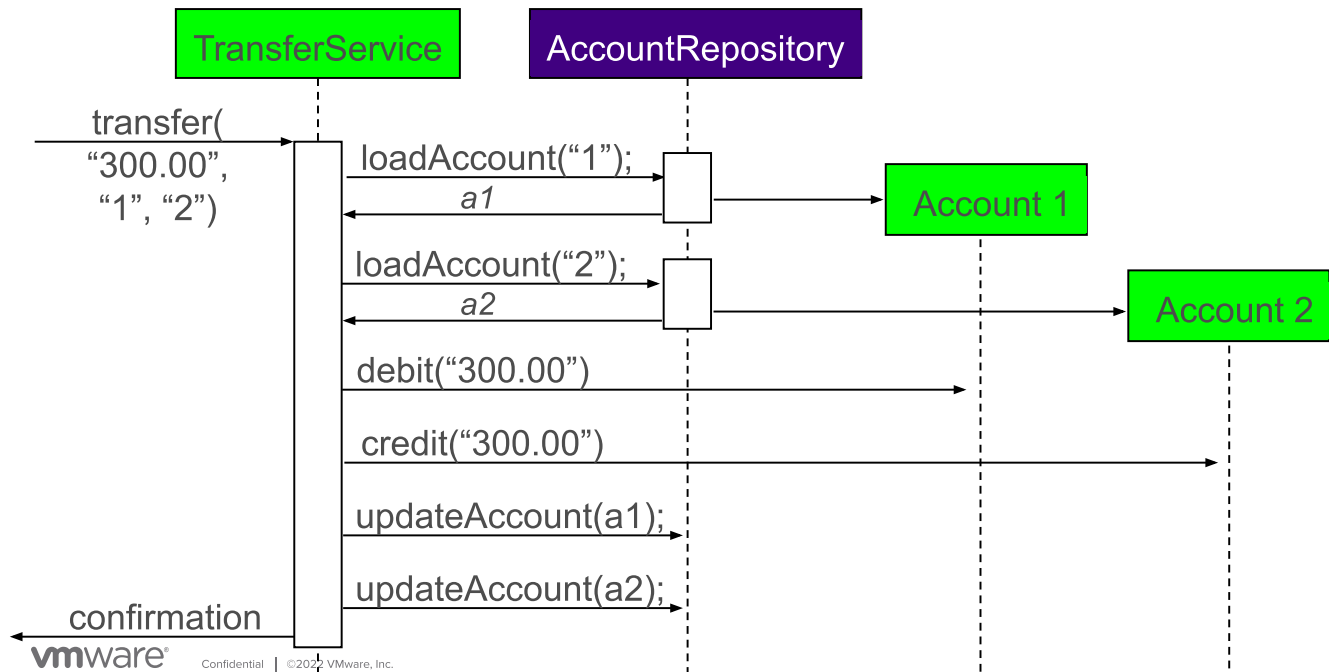 TransferService
AccountRepository
transfer(
“300.00”,
“1”, “2”)
loadAccount(“1”);
a1
Account 1
loadAccount(“2”);
a2
Account 2
debit(“300.00”)
credit(“300.00”)
updateAccount(a1);
updateAccount(a2);
confirmation
vmware®
Confidential | ©2022 VMware, Inc.